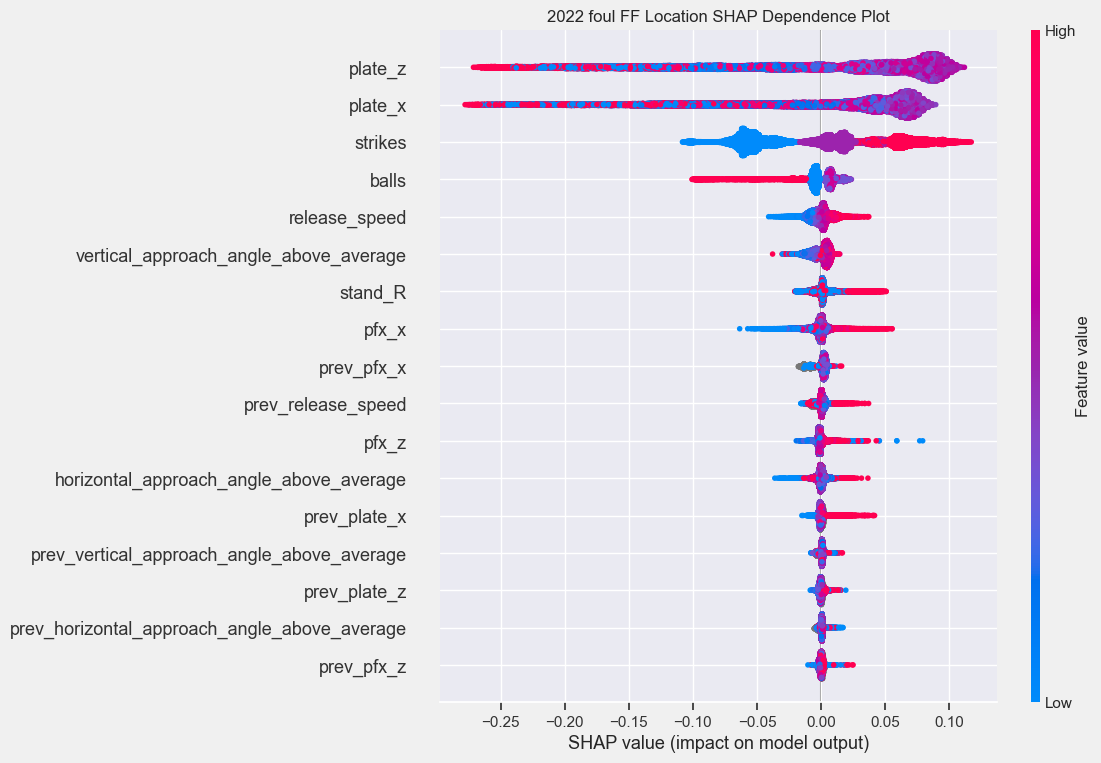 2022 foul FF Location SHAP Dependence Plot
High
plate_z
plate_x
strikes
balls
release_speed
vertical_approach_angle_above_average
stand_R
pfx_x
prev_pfx_x
prev_release_speed
pfx_z
horizontal_approach_angle_above_average
prev_plate_x
prev_vertical_approach_angle_above_average
prev_plate_z
prev_horizontal_approach_angle_above_average
prev_pfx_z
Feature value
Low
−0.25 −0.20 −0.15 −0.10 −0.05 0.00 0.05 0.10
SHAP value (impact on model output)